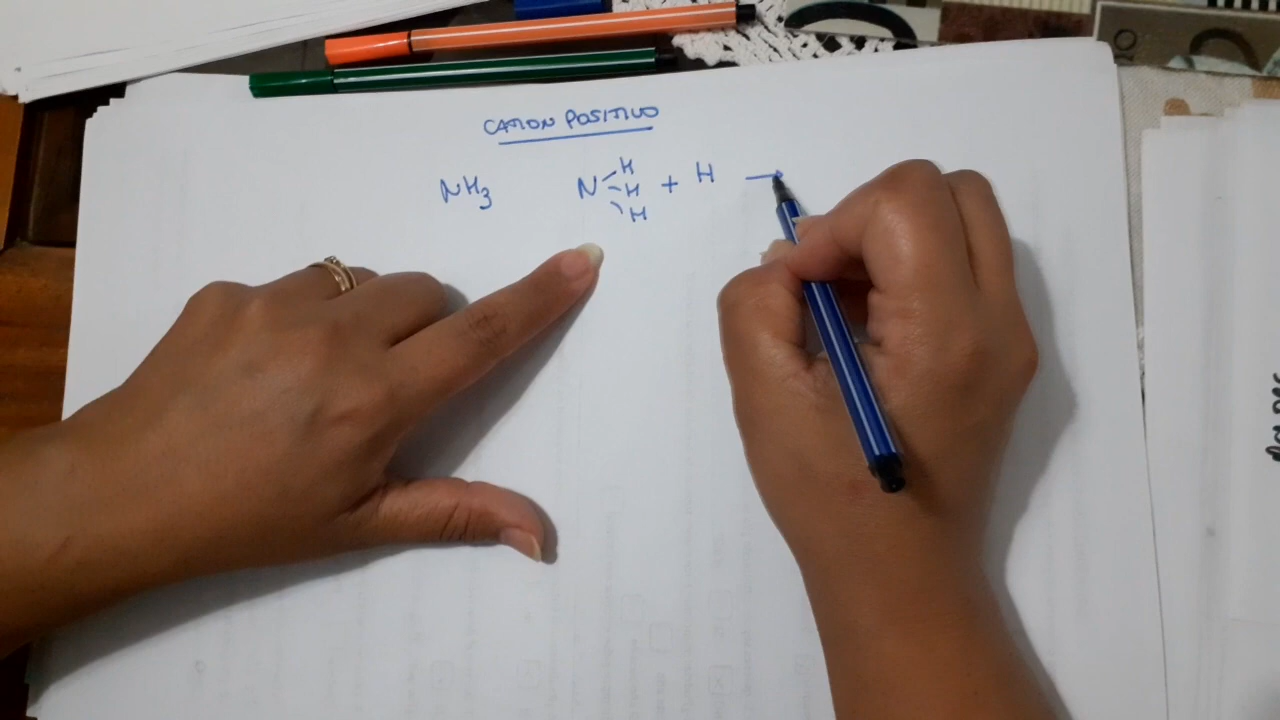 CATION POSITIVO
NH3 N H H H + H →